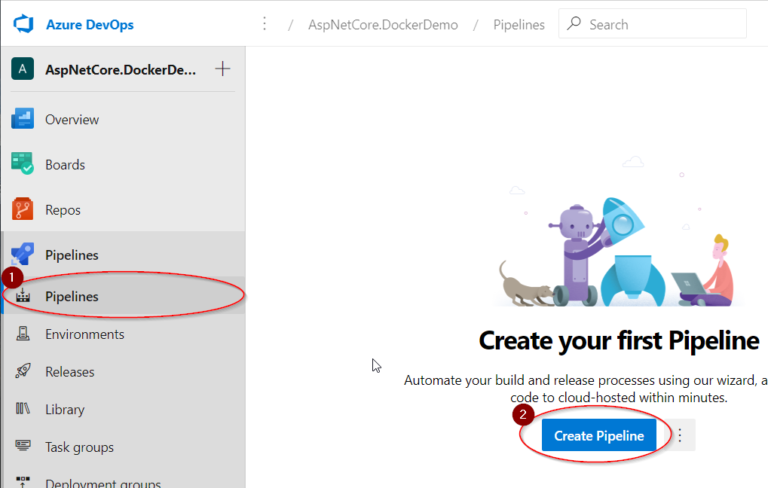 Azure DevOps
/ AspNetCore.DockerDemo / Pipelines Search
A AspNetCore.DockerDe... +
Overview
Boards
Repos
Pipelines
1
Pipelines
Environments
Releases
Library
Task groups
Deployment groups
Create your first Pipeline
Automate your build and release processes using our wizard, a
code to cloud-hosted within minutes.
2
Create Pipeline